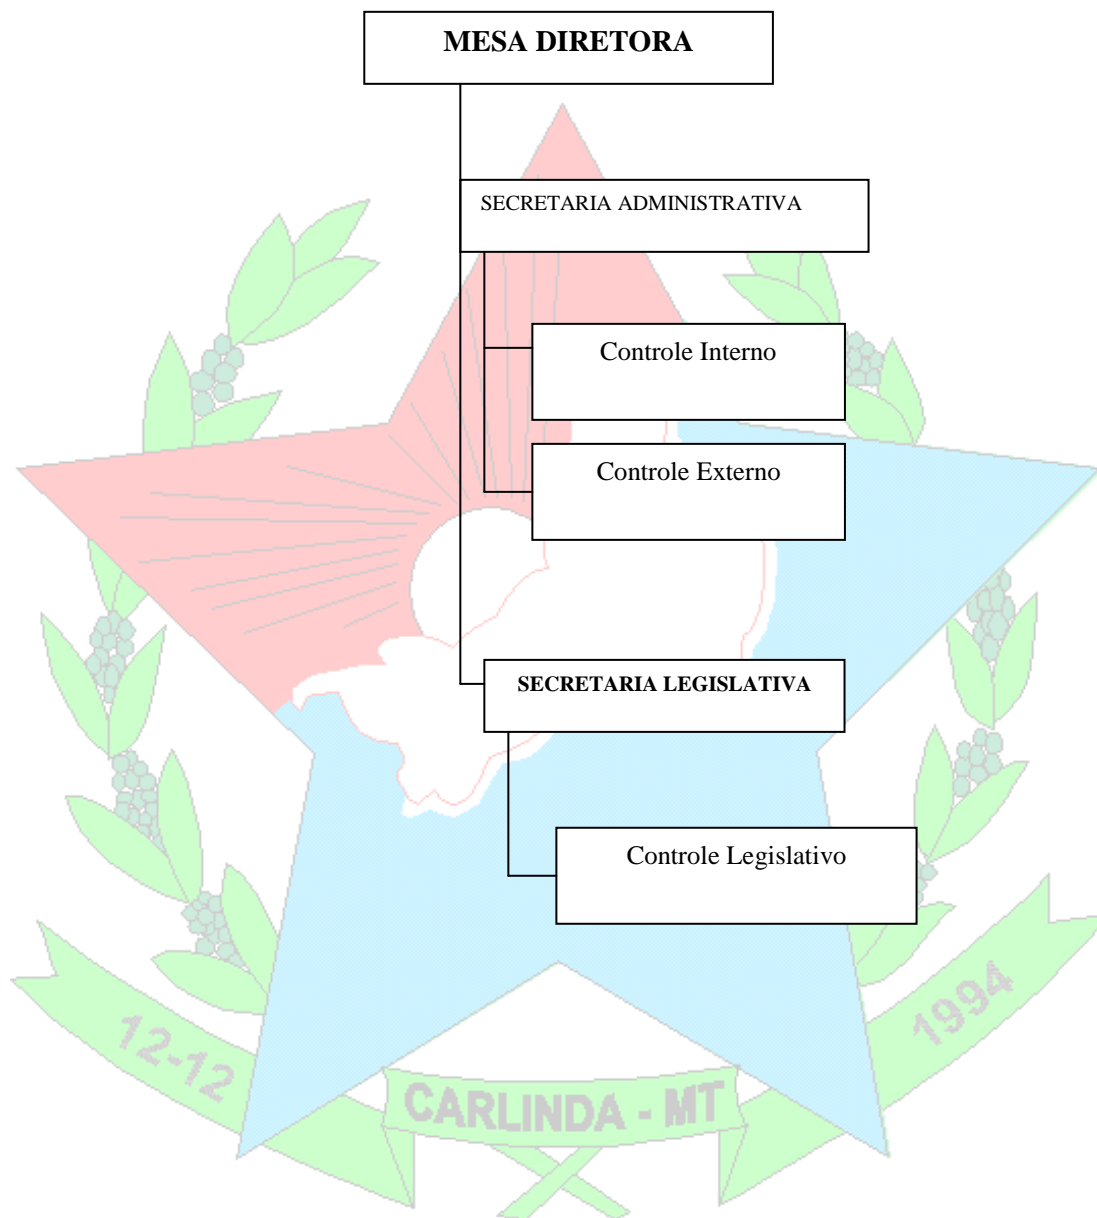 MESA DIRETORA
SECRETARIA ADMINISTRATIVA
Controle Interno
Controle Externo
SECRETARIA LEGISLATIVA
Controle Legislativo
12-12
CARLINDA - MT
1994